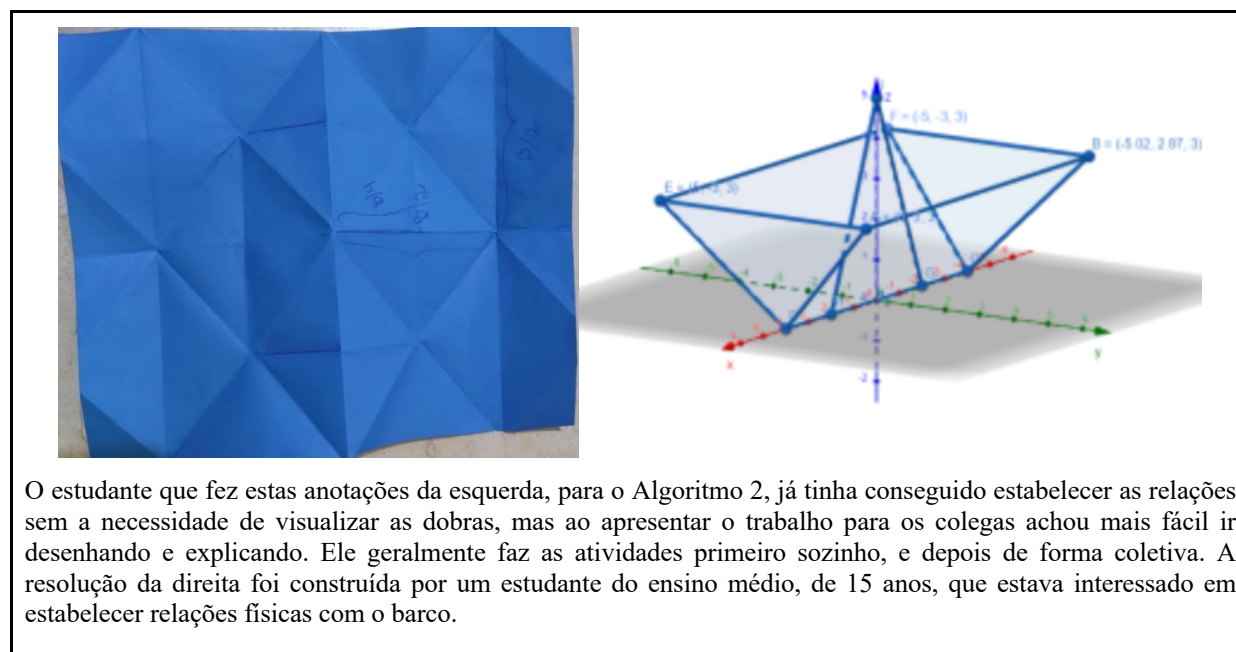 F = (-5, -3, 3)
B = (-5.02, 2.87, 3)
x
y
O estudante que fez estas anotações da esquerda, para o Algoritmo 2, já tinha conseguido estabelecer as relações
sem a necessidade de visualizar as dobras, mas ao apresentar o trabalho para os colegas achou mais fácil ir
desenhando e explicando. Ele geralmente faz as atividades primeiro sozinho, e depois de forma coletiva. A
resolução da direita foi construída por um estudante do ensino médio, de 15 anos, que estava interessado em
estabelecer relações físicas com o barco.